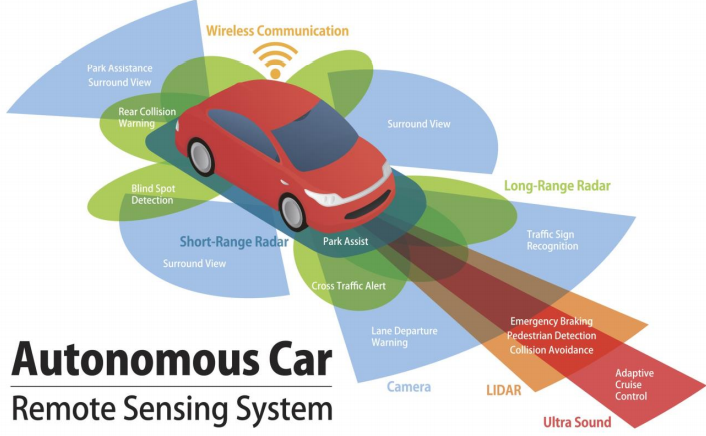 Wireless Communication
Park Assistance
Surround View
Rear Collision
Warning
Surround View
Blind Spot
Detection
Long-Range Radar
Short-Range Radar
Park Assist
Traffic Sign
Recognition
Surround View
Cross Traffic Alert
Emergency Braking
Pedestrian Detection
Collision Avoidance
Lane Departure
Warning
Adaptive
Cruise
Control
Camera
LIDAR
Ultra Sound
Autonomous Car
Remote Sensing System